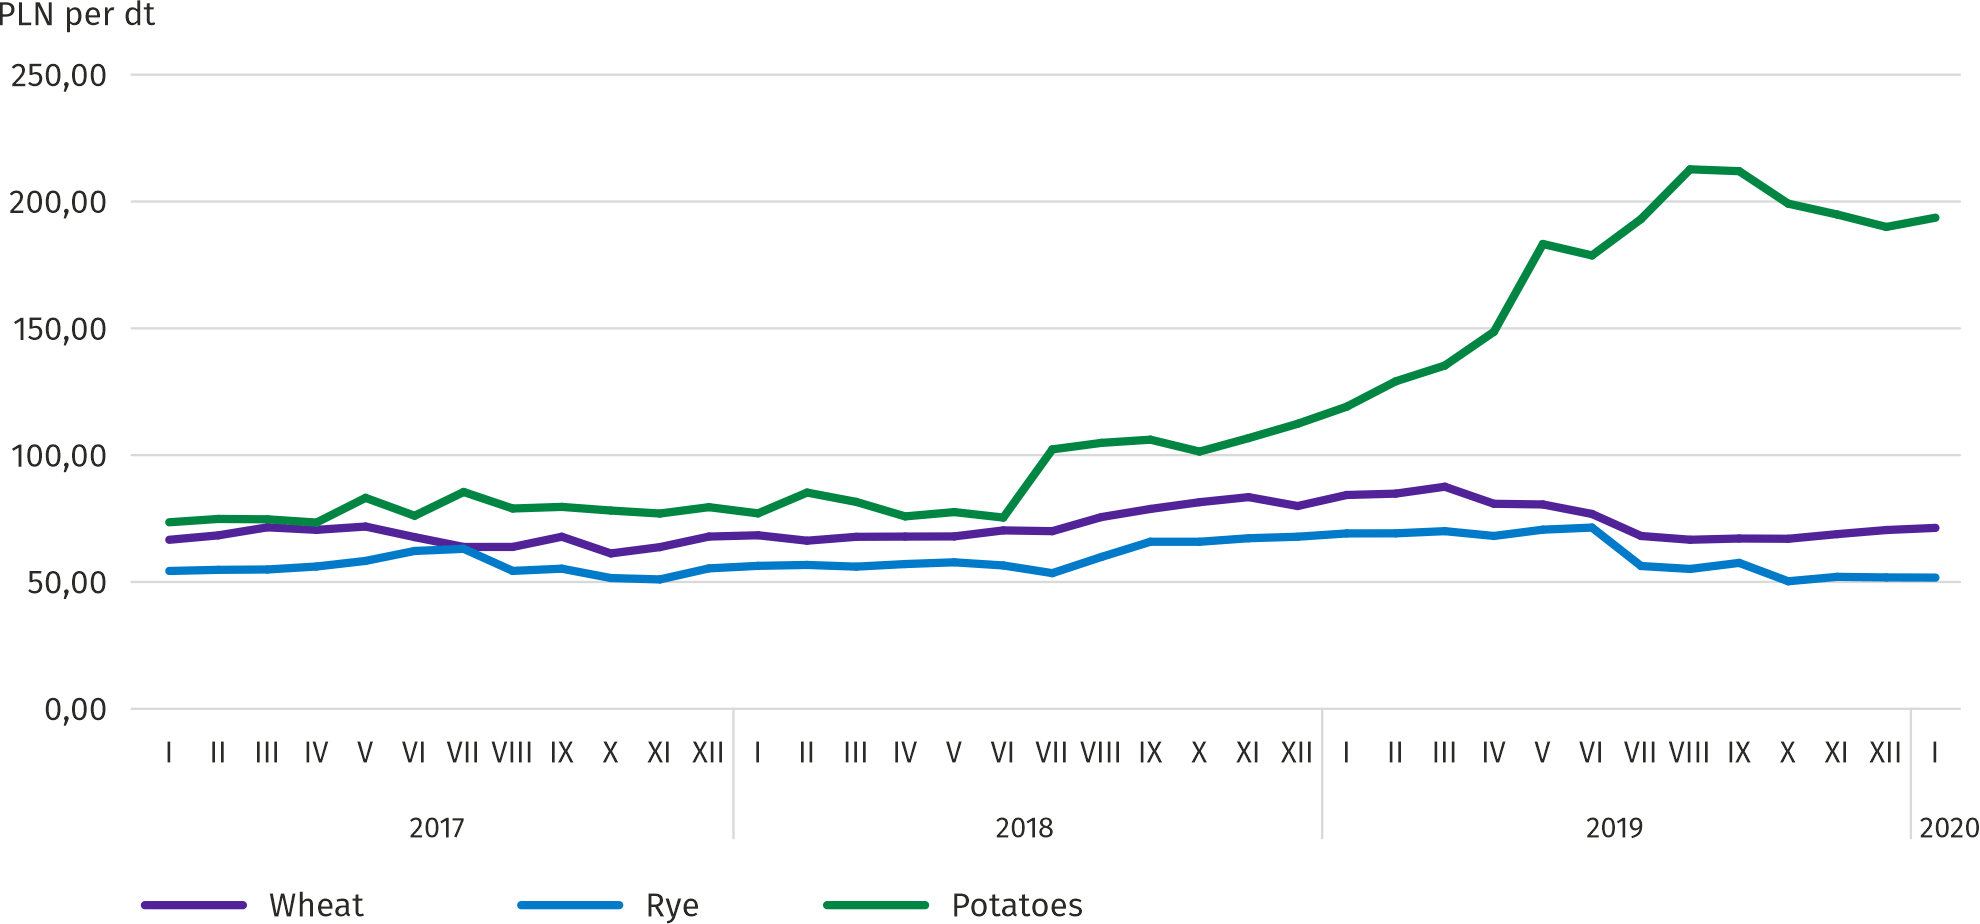 PLN per dt
250,00
200,00
150,00
100,00
50,00
0,00
I II III IV V VI VII VIII IX X XI XII I II III IV V VI VII VIII IX X XI XII I II III IV V VI VII VIII IX X XI XII I
2017 2018 2019 2020
Wheat Rye Potatoes